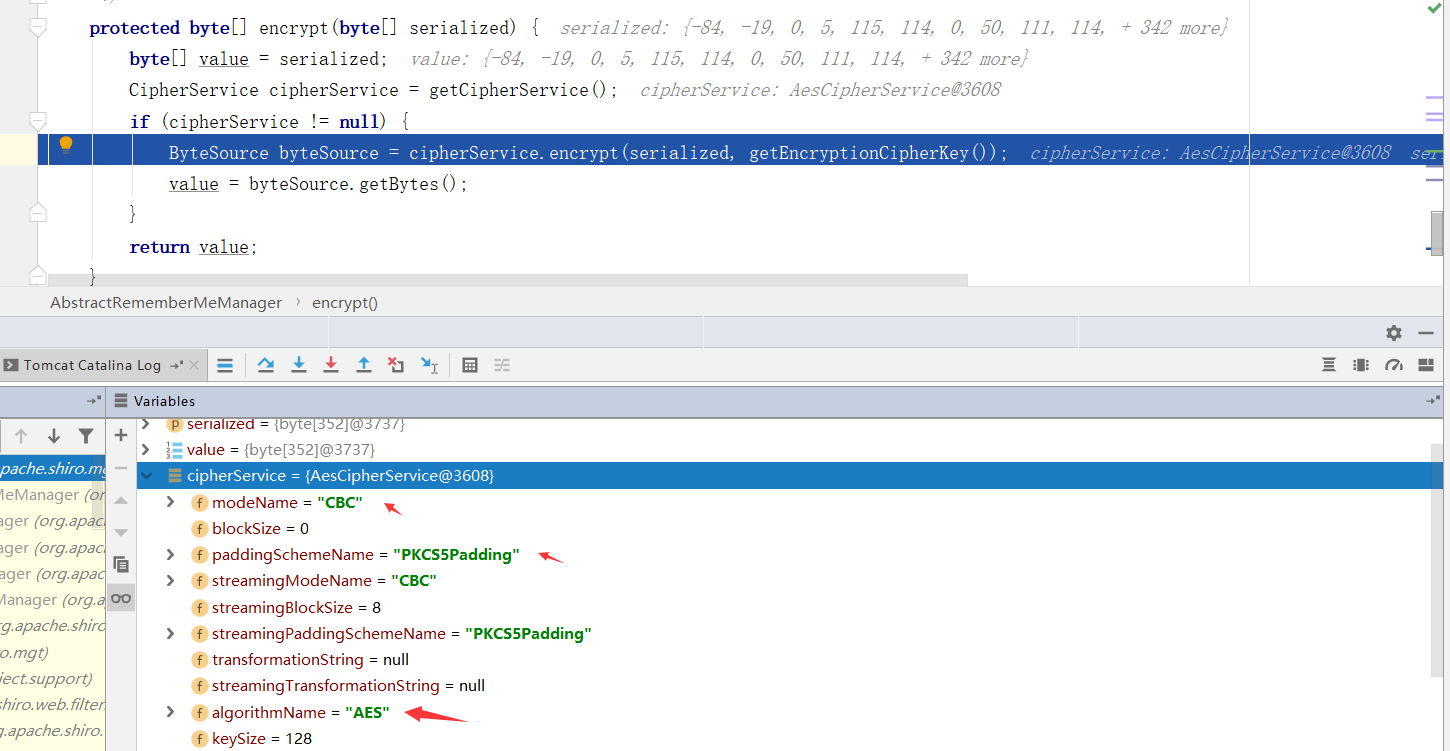 protected byte[] encrypt(byte[] serialized) {  serialized: {-84, -19, 0, 5, 115, 114, 0, 50, 111, 114, + 342 more}
byte[] value = serialized;  value: {-84, -19, 0, 5, 115, 114, 0, 50, 111, 114, + 342 more}
CipherService cipherService = getCipherService();  cipherService: AesCipherService@3608
if (cipherService != null) {
ByteSource byteSource = cipherService.encrypt(serialized, getEncryptionCipherKey());  cipherService: AesCipherService@3608  seri
value = byteSource.getBytes();
}
return value;
}
AbstractRememberMeManager › encrypt()
Tomcat Catalina Log
Variables
serialized = {byte[352]@3737}
value = {byte[352]@3737}
pache.shiro.mg
cipherService = {AesCipherService@3608}
MeManager (or
modeName = "CBC"
ager (org.apac
blockSize = 0
ager (org.apac
paddingSchemeName = "PKCS5Padding"
ager (org.apac
streamingModeName = "CBC"
Manager (org.a
streamingBlockSize = 8
rg.apache.shiro
streamingPaddingSchemeName = "PKCS5Padding"
o.mgt)
transformationString = null
ject.support)
streamingTransformationString = null
shiro.web.filter.
algorithmName = "AES"
g.apache.shiro.
keySize = 128